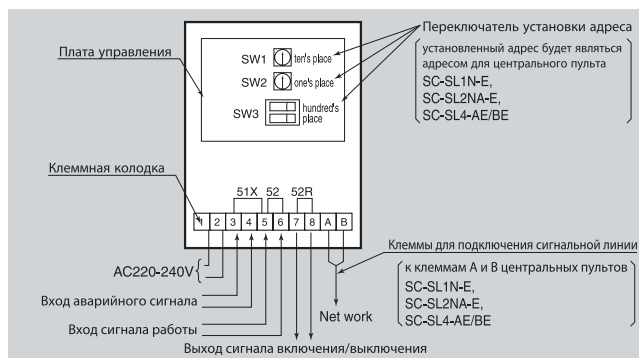 Переключатель установки адреса
установленный адрес будет являться
адресом для центрального пульта
SC-SL1N-E,
SC-SL2NA-E,
SC-SL4-AE/BE
Плата управления
SW1 ten's place
SW2 one's place
SW3 hundred's
place
Клеммная колодка
51X 52 52R
1 2 3 4 5 6 7 8 A B
Клеммы для подключения сигнальной линии
к клеммам А и В центральных пультов
SC-SL1N-E,
SC-SL2NA-E,
SC-SL4-AE/BE
AC220-240V
Вход аварийного сигнала
Net work
Вход сигнала работы
Выход сигнала включения/выключения